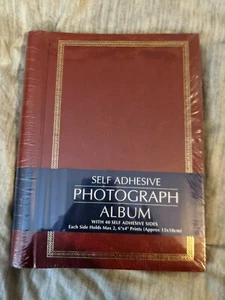 SELF ADHESIVE
PHOTOGRAPH
ALBUM
WITH 40 SELF ADHESIVE SIDES
Each Side Holds Max 2, 6"x4" Prints (Approx 15x10cm)